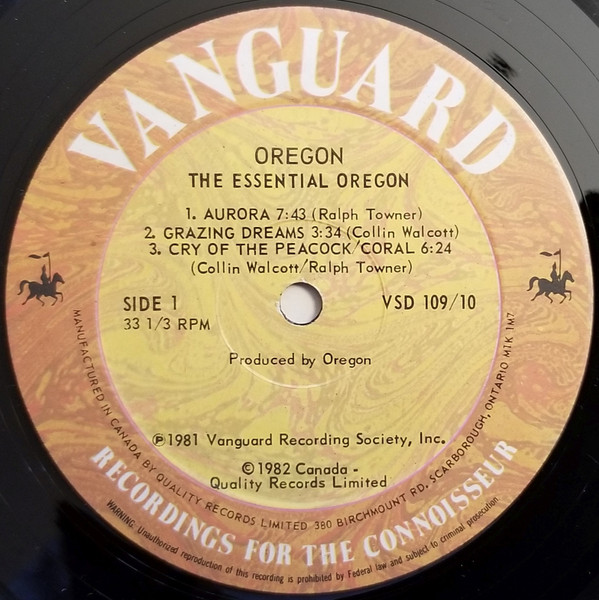 VANGUARD
OREGON
THE ESSENTIAL OREGON
1. AURORA 7:43 (Ralph Towner)
2. GRAZING DREAMS 3:34 (Collin Walcott)
3. CRY OF THE PEACOCK/CORAL 6:24
(Collin Walcott/Ralph Towner)
SIDE 1
33 1/3 RPM
VSD 109/10
Produced by Oregon
℗1981 Vanguard Recording Society, Inc.
©1982 Canada -
Quality Records Limited
MANUFACTURED IN CANADA BY QUALITY RECORDS LIMITED 380 BIRCHMOUNT RD. SCARBOROUGH, ONTARIO M1K 1M7
RECORDINGS FOR THE CONNOISSEUR
WARNING: Unauthorized reproduction of this recording is prohibited by Federal law and subject to criminal prosecution